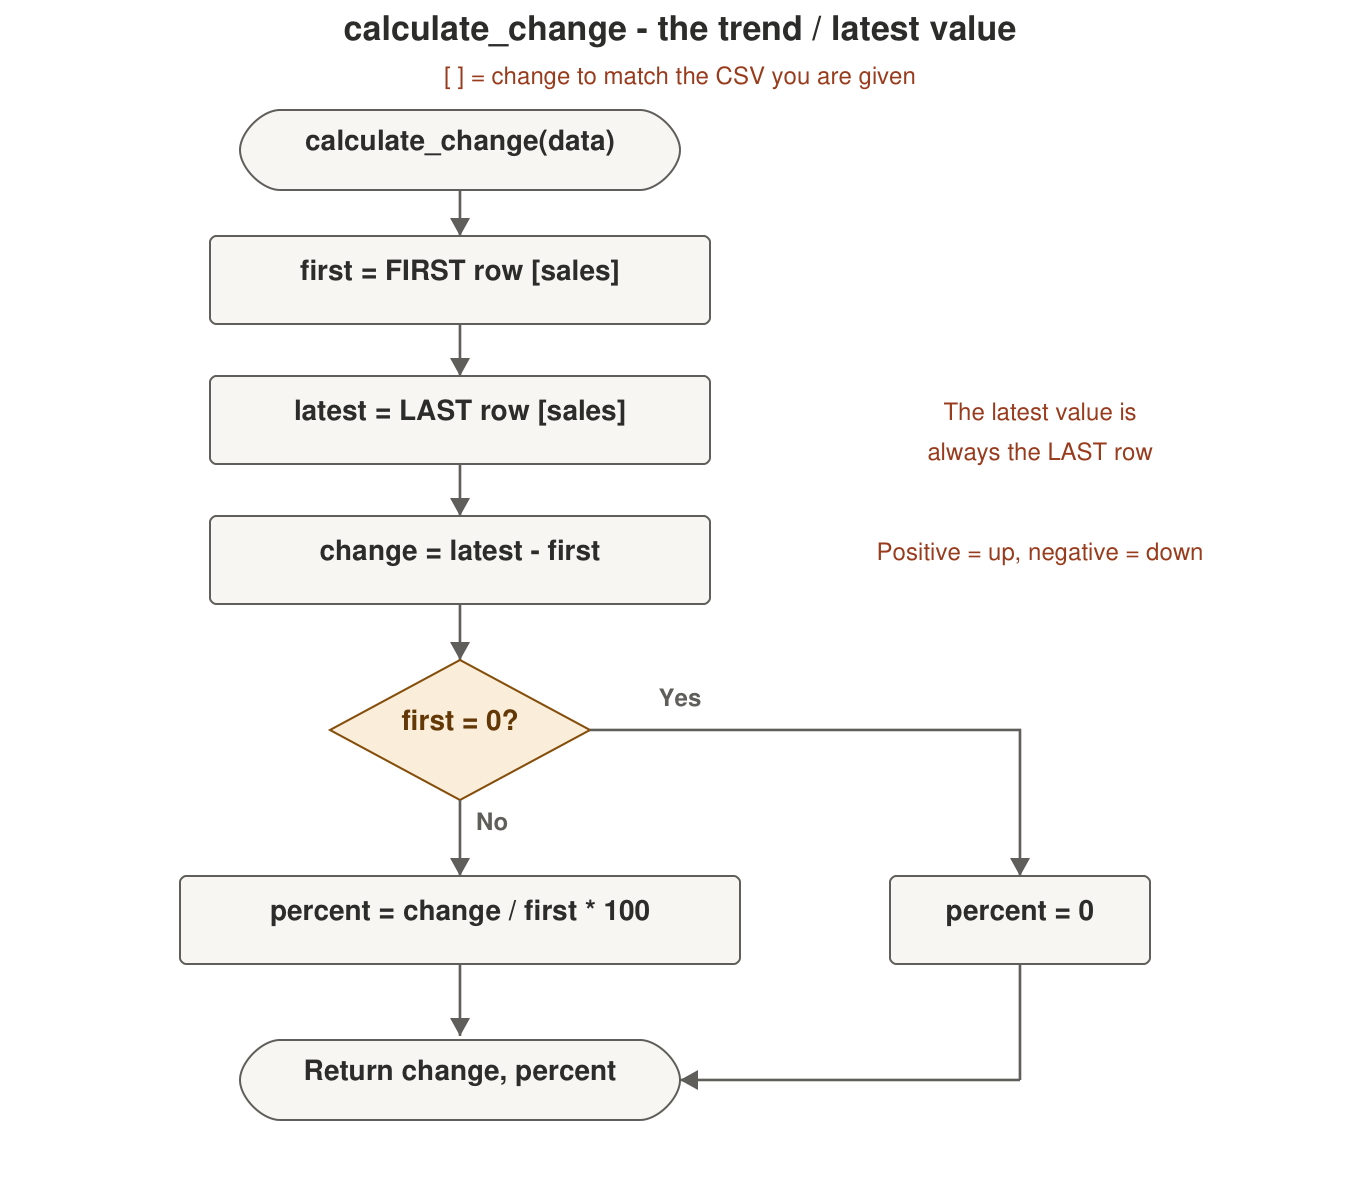 calculate_change - the trend / latest value
[ ] = change to match the CSV you are given
calculate_change(data)
first = FIRST row [sales]
latest = LAST row [sales]
The latest value is
always the LAST row
change = latest - first
Positive = up, negative = down
first = 0?
Yes
No
percent = change / first * 100
percent = 0
Return change, percent